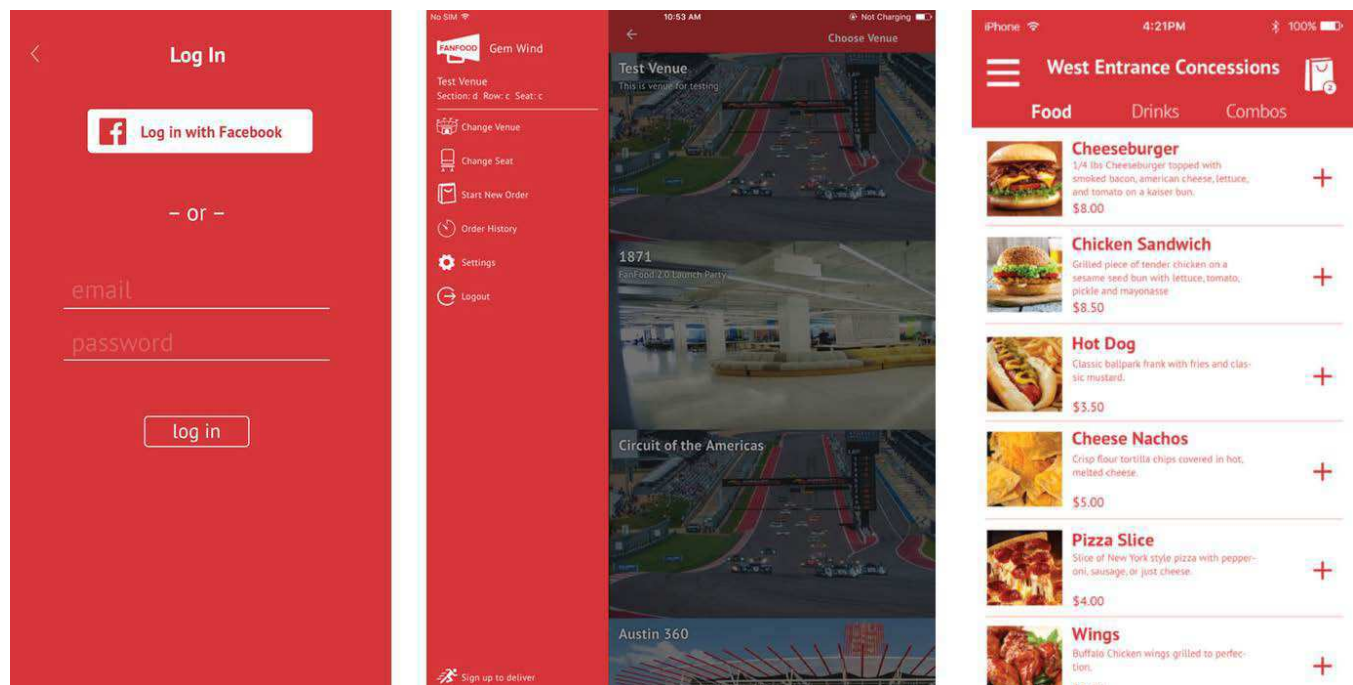 Log In
f Log in with Facebook
– or –
email
password
log in
No SIM 10:53 AM Not Charging
FANFOOD Gem Wind
Test Venue
Section: d Row: c Seat: c
Change Venue
Change Seat
Start New Order
Order History
Settings
Logout
Sign up to deliver
Choose Venue
Test Venue
This is venue for testing
1871
FanFood 2.0 Launch Party
Circuit of the Americas
Austin 360
iPhone 4:21PM 100%
West Entrance Concessions
2
Food Drinks Combos
Cheeseburger
1/4 lbs Cheeseburger topped with
smoked bacon, american cheese, lettuce,
and tomato on a kaiser bun.
$8.00
Chicken Sandwich
Grilled piece of tender chicken on a
sesame seed bun with lettuce, tomato,
pickle and mayonasse
$8.50
Hot Dog
Classic ballpark frank with fries and clas-
sic mustard.
$3.50
Cheese Nachos
Crisp flour tortilla chips covered in hot,
melted cheese.
$5.00
Pizza Slice
Slice of New York style pizza with pepper-
oni, sausage, or just cheese.
$4.00
Wings
Buffalo Chicken wings grilled to perfec-
tion.